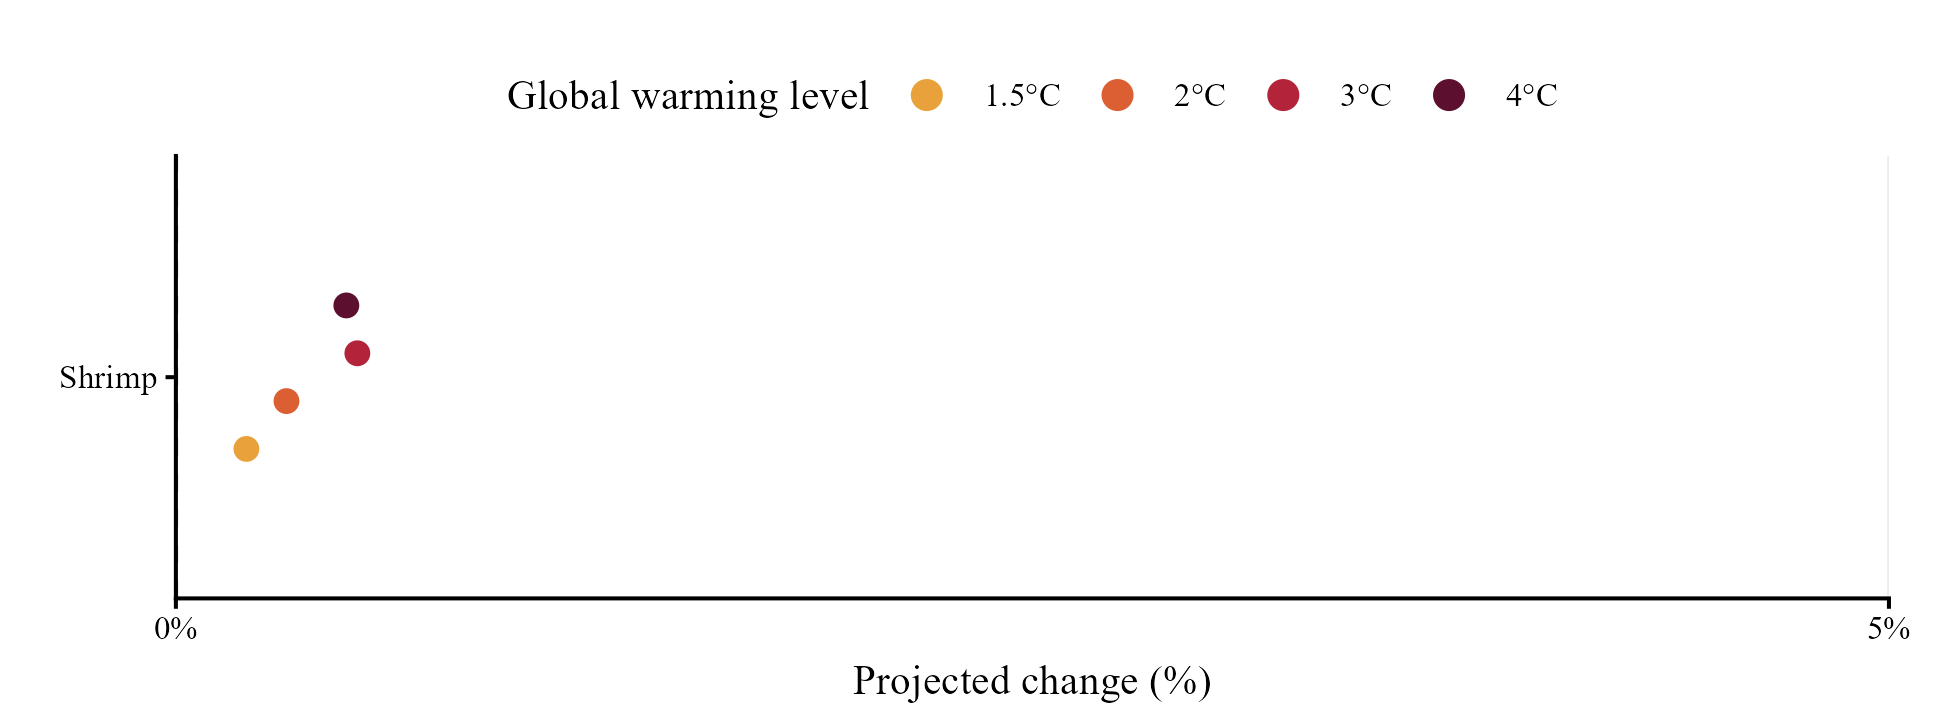 Global warming level 1.5°C 2°C 3°C 4°C
Shrimp
0% 5%
Projected change (%)